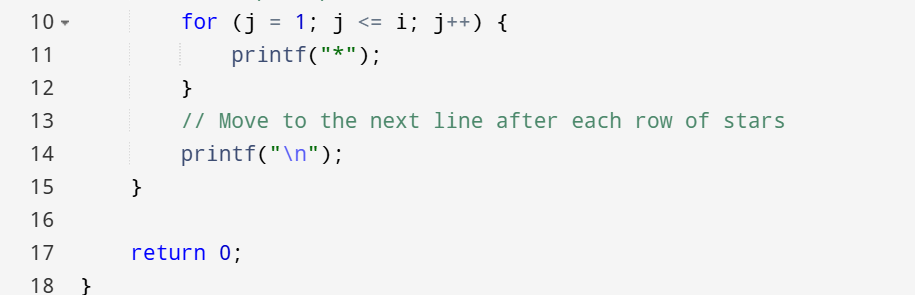 10 for (j = 1; j <= i; j++) {
11 printf("*");
12 }
13 // Move to the next line after each row of stars
14 printf("\n");
15 }
16
17 return 0;
18 }